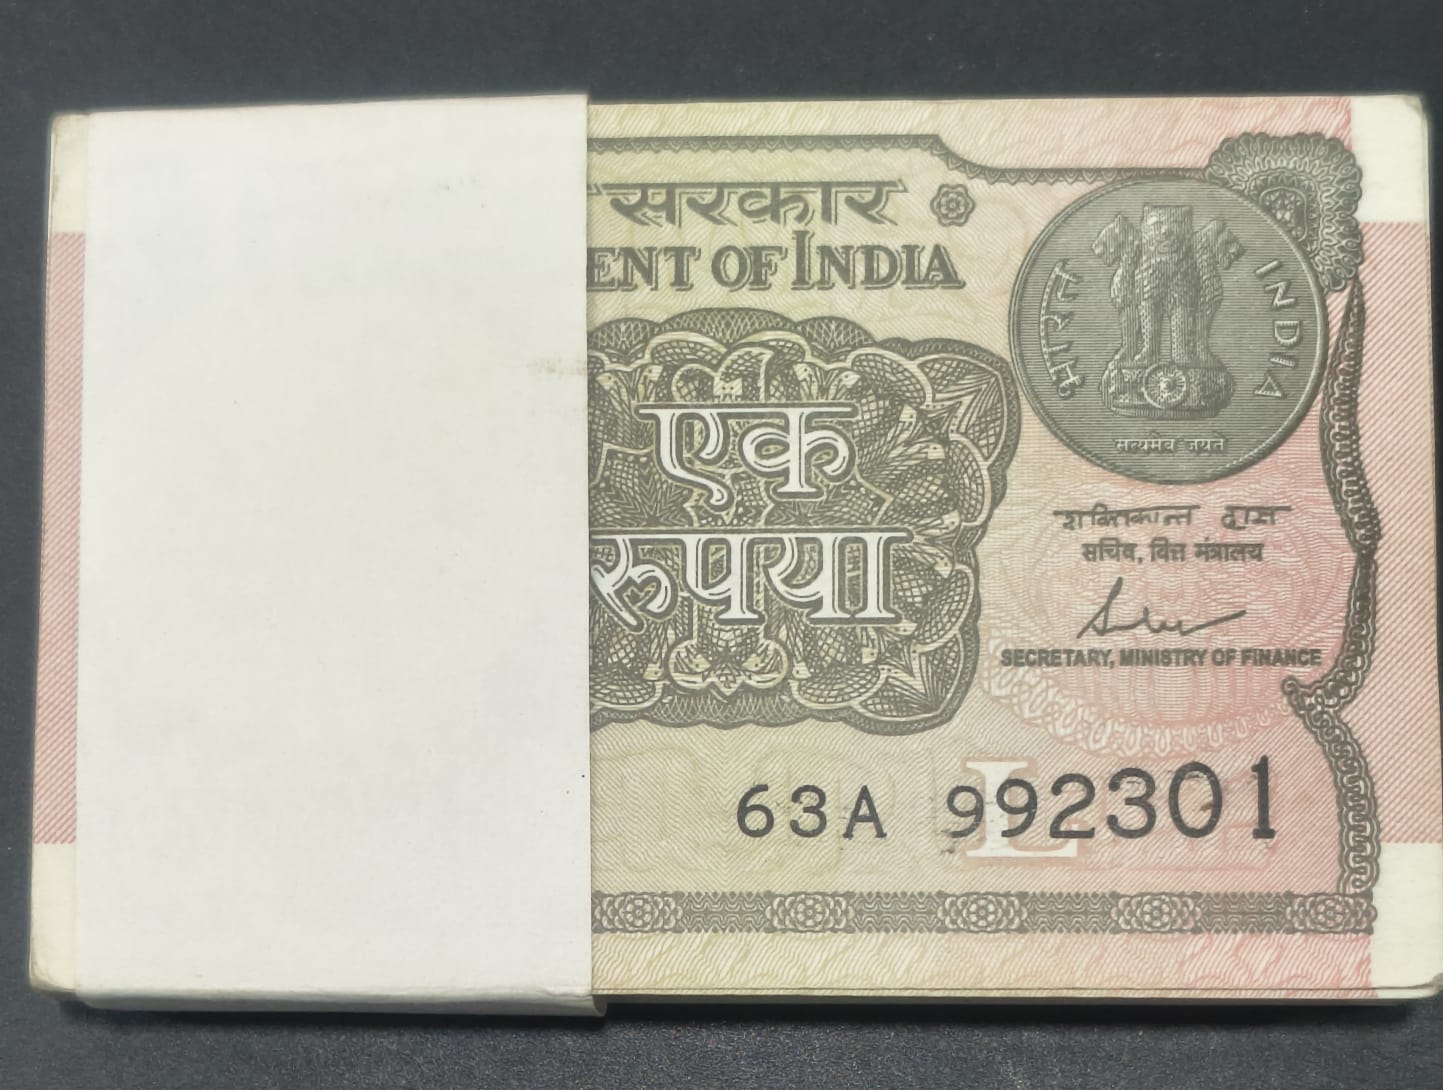 सरकार
ENT OF INDIA
भारत
INDIA
सत्यमेव जयते
एक
रुपया
शक्तिकान्त दास
सचिव, वित्त मंत्रालय
SECRETARY, MINISTRY OF FINANCE
L
63A 992301